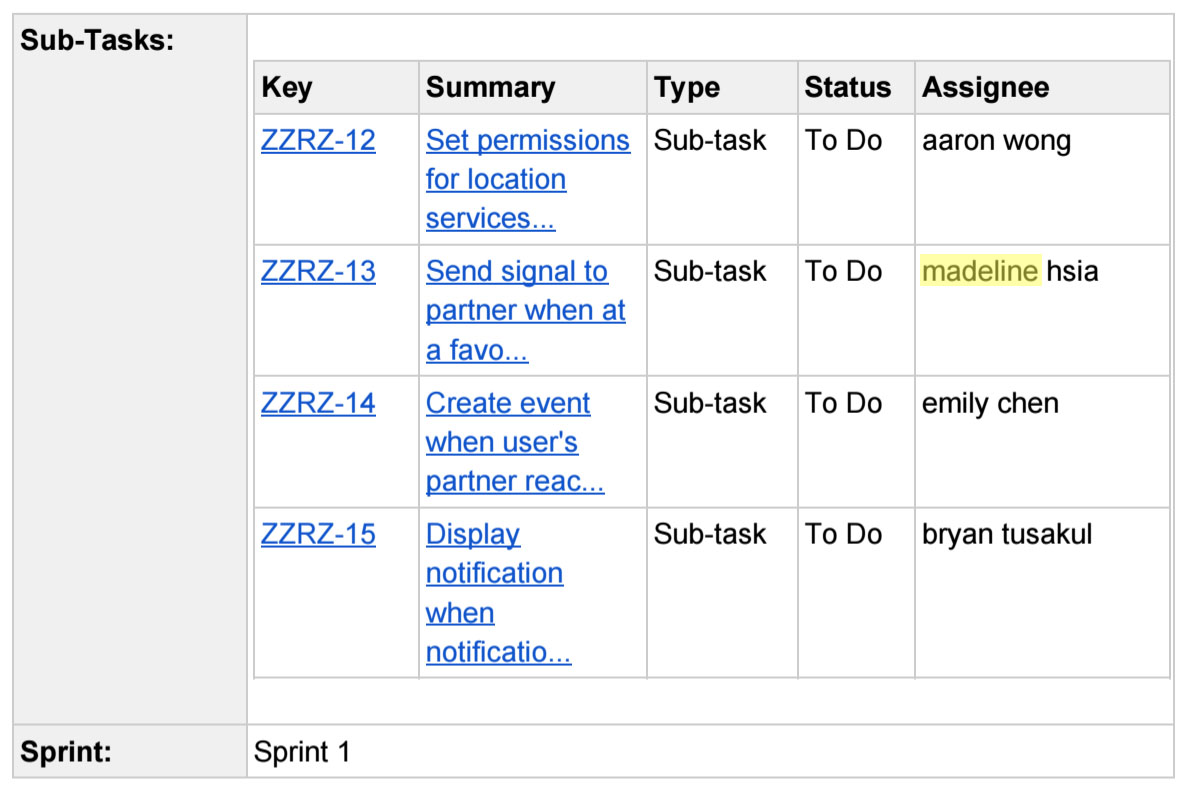 Sub-Tasks:
Key Summary Type Status Assignee
ZZRZ-12 Set permissions Sub-task To Do aaron wong
for location
services...
ZZRZ-13 Send signal to Sub-task To Do madeline hsia
partner when at
a favo...
ZZRZ-14 Create event Sub-task To Do emily chen
when user's
partner reac...
ZZRZ-15 Display Sub-task To Do bryan tusakul
notification
when
notificatio...
Sprint: Sprint 1